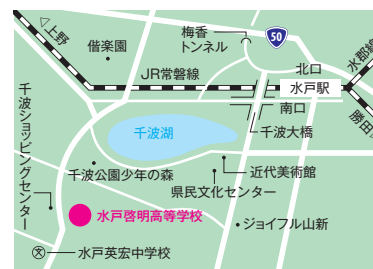 △上野
偕楽園
梅香
トンネル
50
水郡線
北口
JR常磐線
水戸駅
南口
勝田
千波ショッピングセンター
千波湖
千波大橋
千波公園少年の森
近代美術館
県民文化センター
水戸啓明高等学校
ジョイフル山新
文
水戸英宏中学校